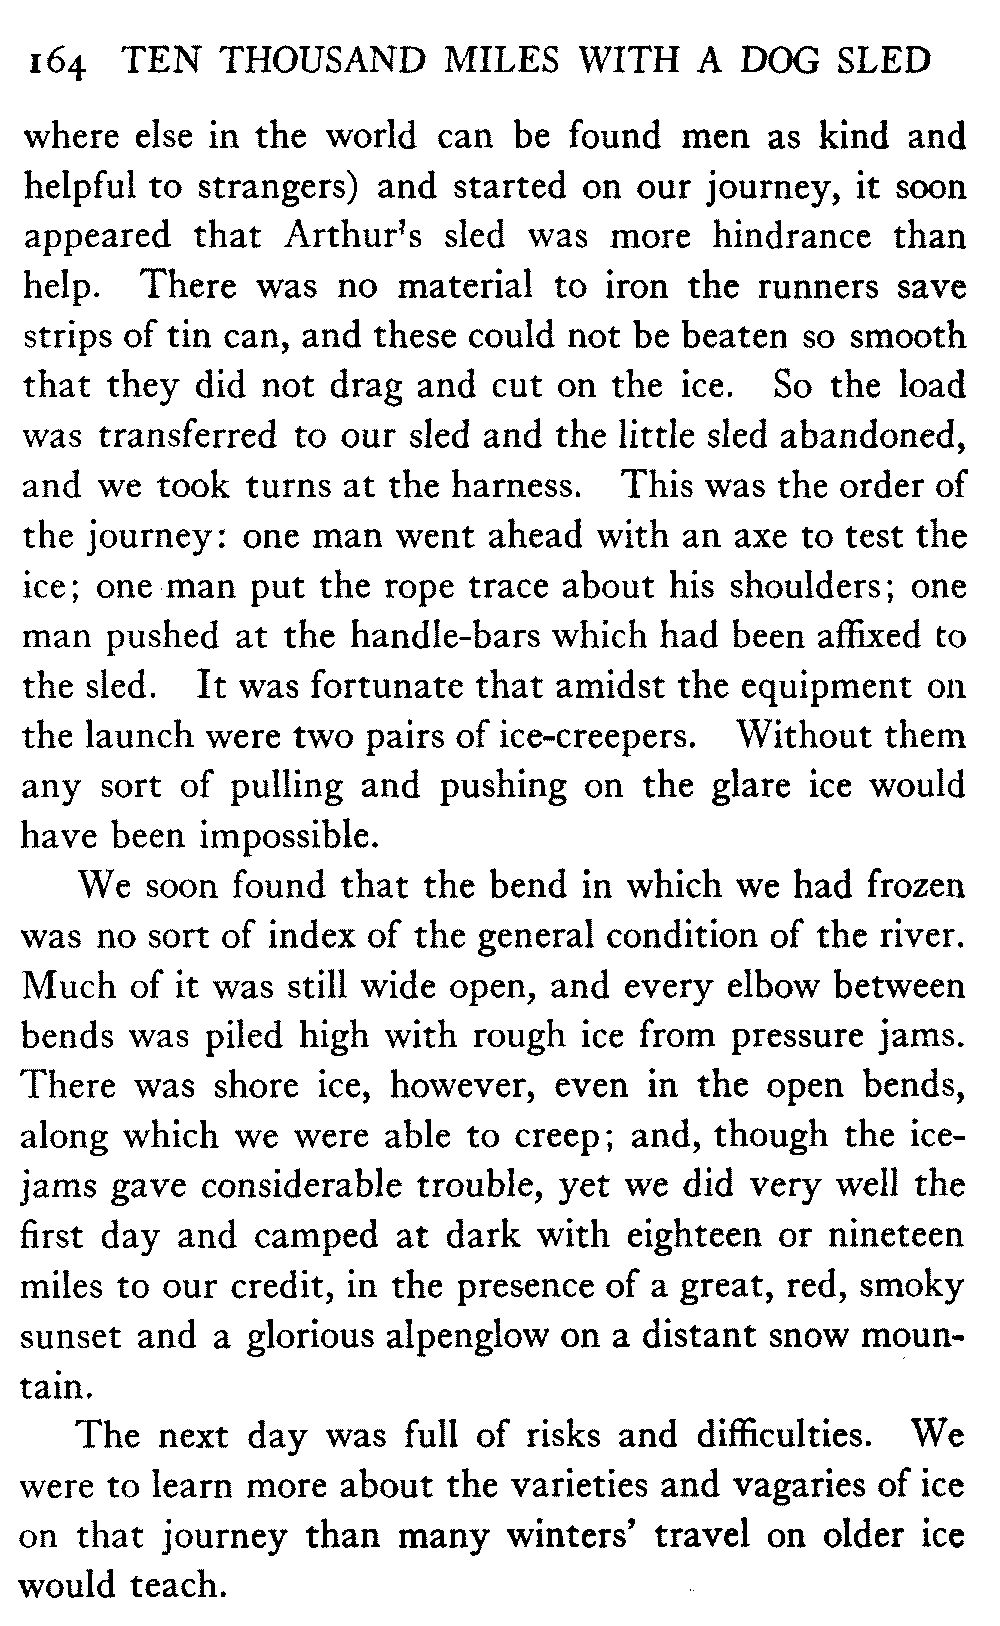 164 TEN THOUSAND MILES WITH A DOG SLED
where else in the world can be found men as kind and
helpful to strangers) and started on our journey, it soon
appeared that Arthur's sled was more hindrance than
help. There was no material to iron the runners save
strips of tin can, and these could not be beaten so smooth
that they did not drag and cut on the ice. So the load
was transferred to our sled and the little sled abandoned,
and we took turns at the harness. This was the order of
the journey: one man went ahead with an axe to test the
ice; one man put the rope trace about his shoulders; one
man pushed at the handle-bars which had been affixed to
the sled. It was fortunate that amidst the equipment on
the launch were two pairs of ice-creepers. Without them
any sort of pulling and pushing on the glare ice would
have been impossible.
We soon found that the bend in which we had frozen
was no sort of index of the general condition of the river.
Much of it was still wide open, and every elbow between
bends was piled high with rough ice from pressure jams.
There was shore ice, however, even in the open bends,
along which we were able to creep; and, though the ice-
jams gave considerable trouble, yet we did very well the
first day and camped at dark with eighteen or nineteen
miles to our credit, in the presence of a great, red, smoky
sunset and a glorious alpenglow on a distant snow moun-
tain.
The next day was full of risks and difficulties. We
were to learn more about the varieties and vagaries of ice
on that journey than many winters' travel on older ice
would teach.